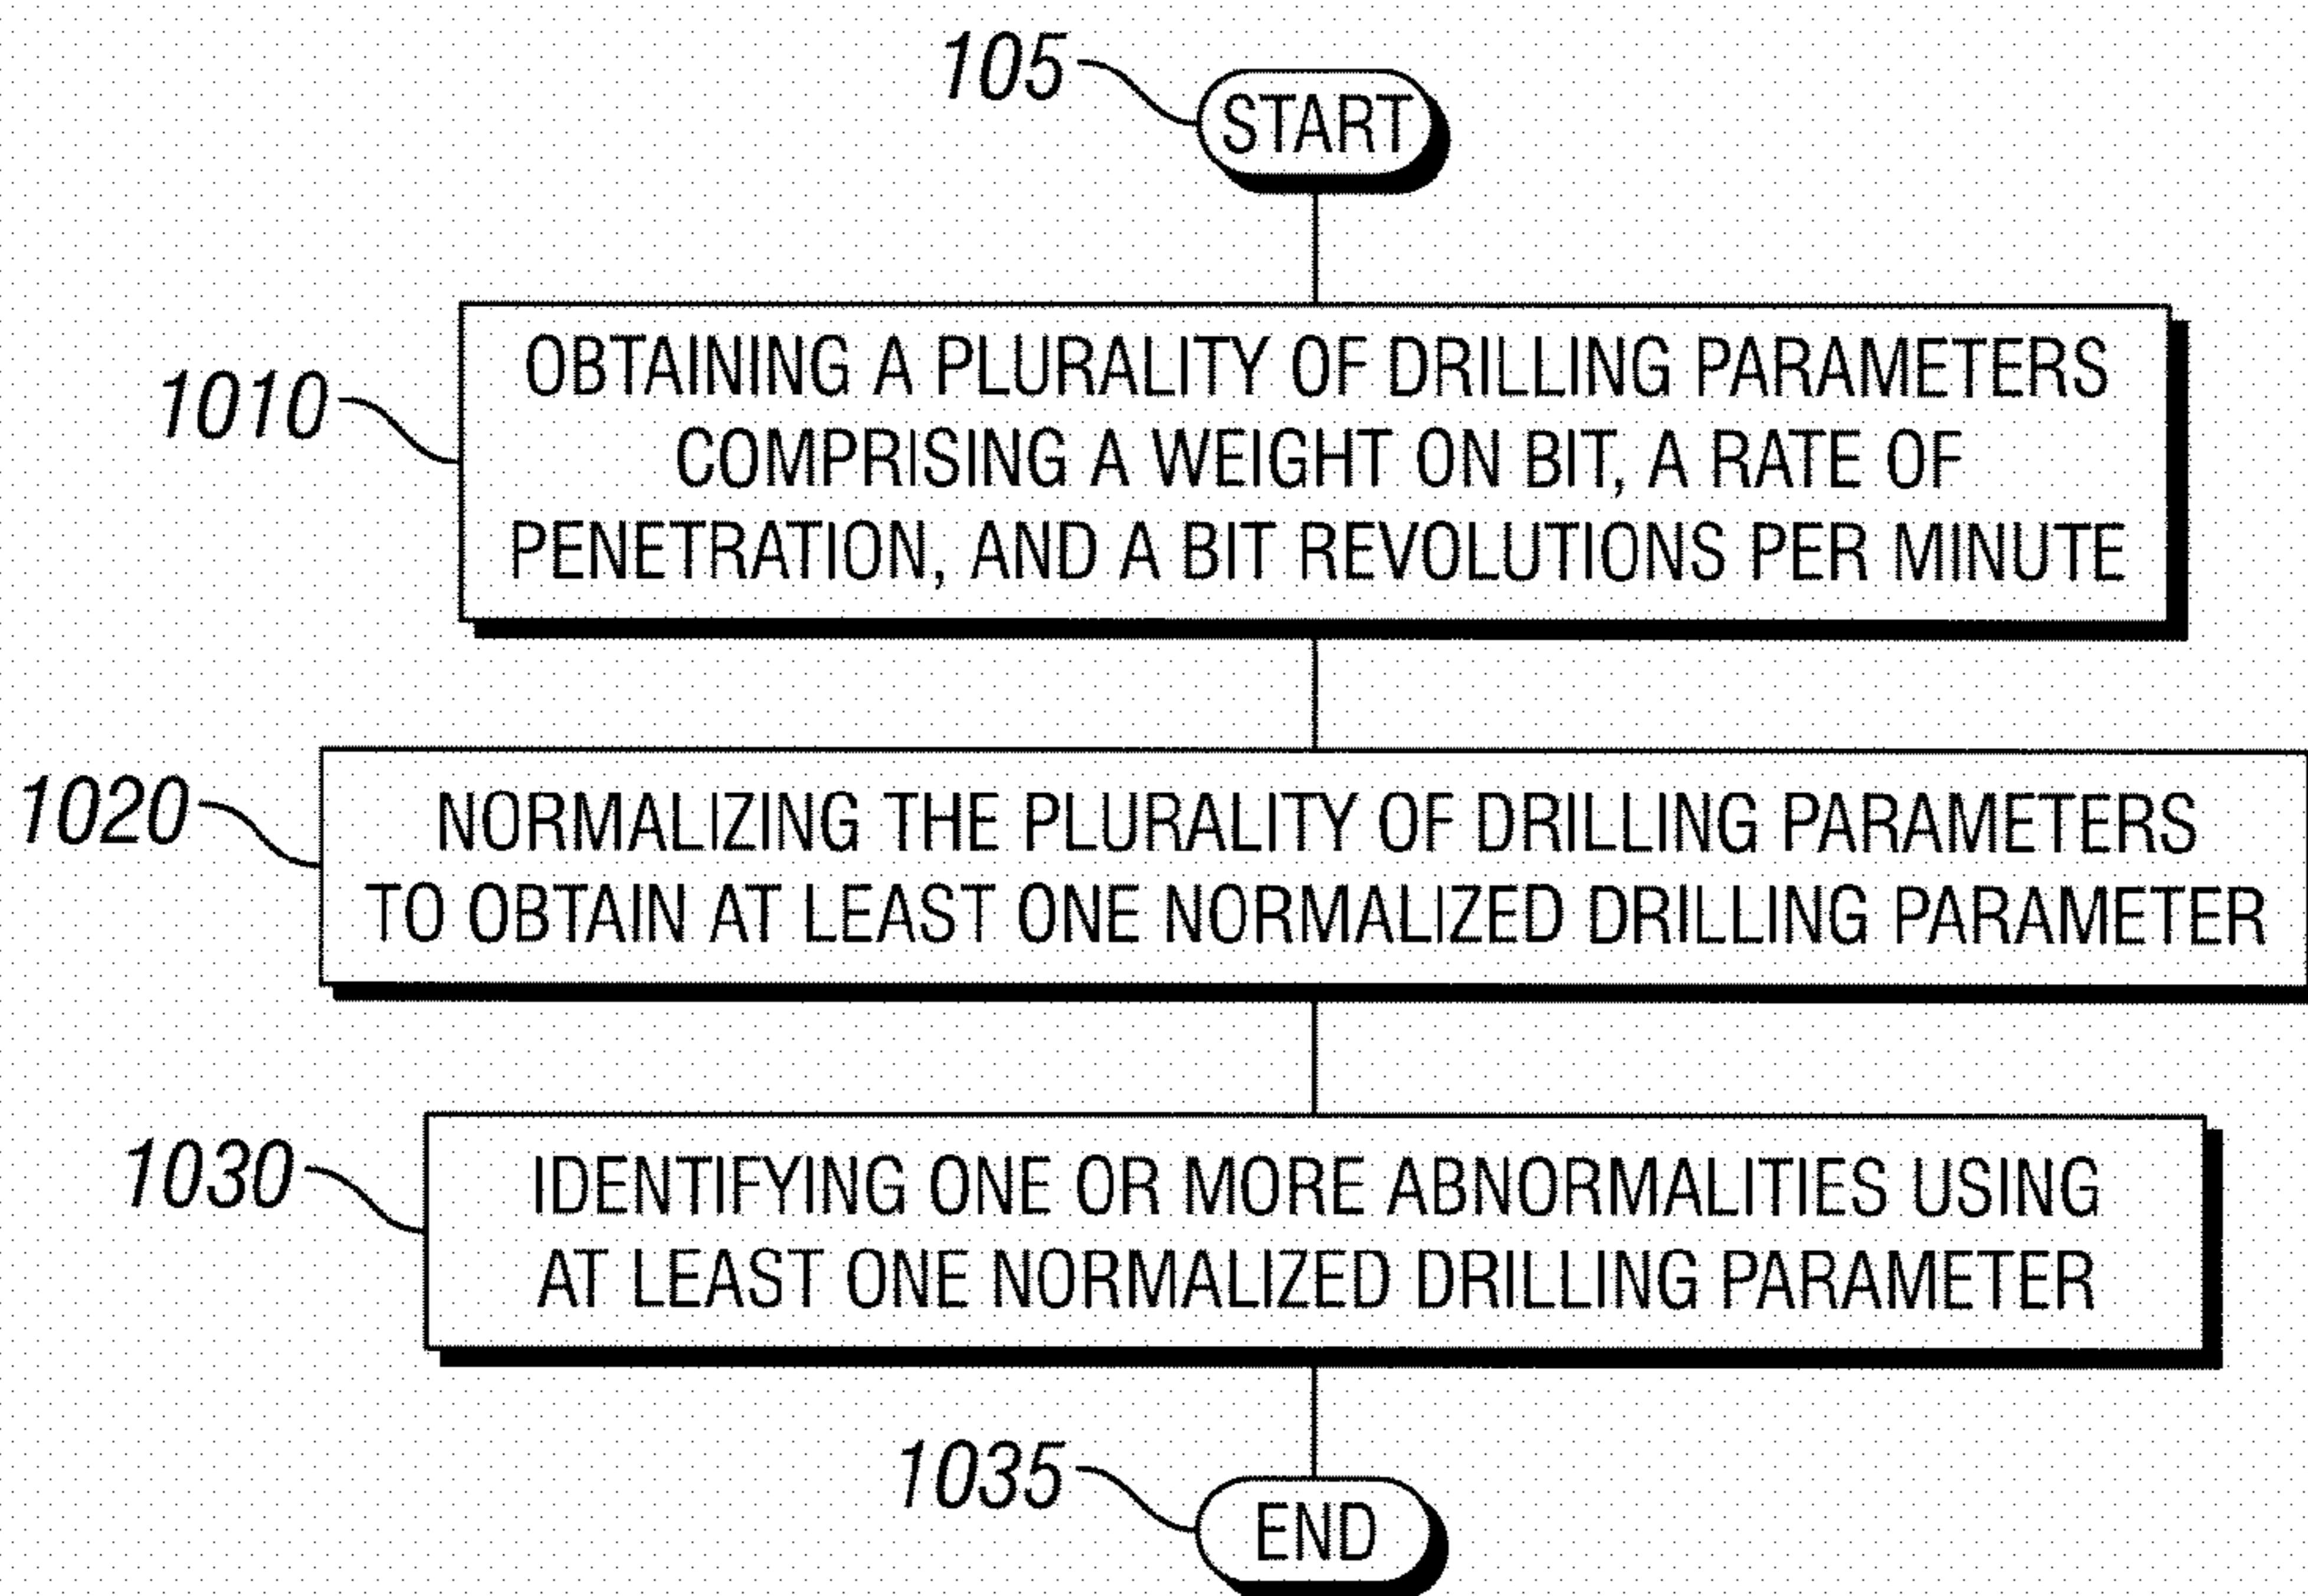 105
START
1010
OBTAINING A PLURALITY OF DRILLING PARAMETERS
COMPRISING A WEIGHT ON BIT, A RATE OF
PENETRATION, AND A BIT REVOLUTIONS PER MINUTE
1020
NORMALIZING THE PLURALITY OF DRILLING PARAMETERS
TO OBTAIN AT LEAST ONE NORMALIZED DRILLING PARAMETER
1030
IDENTIFYING ONE OR MORE ABNORMALITIES USING
AT LEAST ONE NORMALIZED DRILLING PARAMETER
1035
END